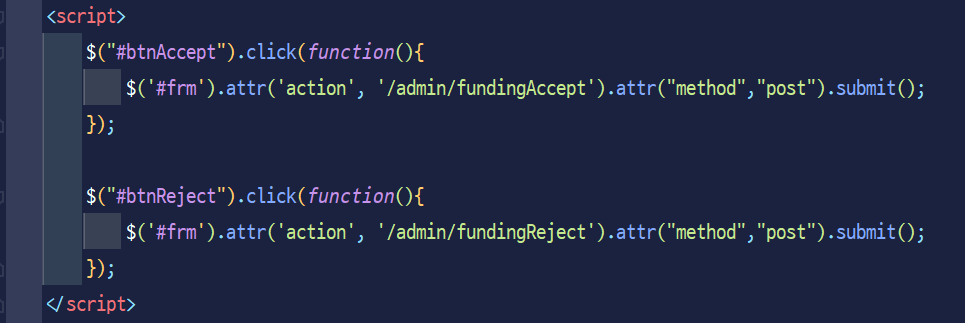 <script>
$("#btnAccept").click(function(){
$('#frm').attr('action', '/admin/fundingAccept').attr("method","post").submit();
});
$("#btnReject").click(function(){
$('#frm').attr('action', '/admin/fundingReject').attr("method","post").submit();
});
</script>